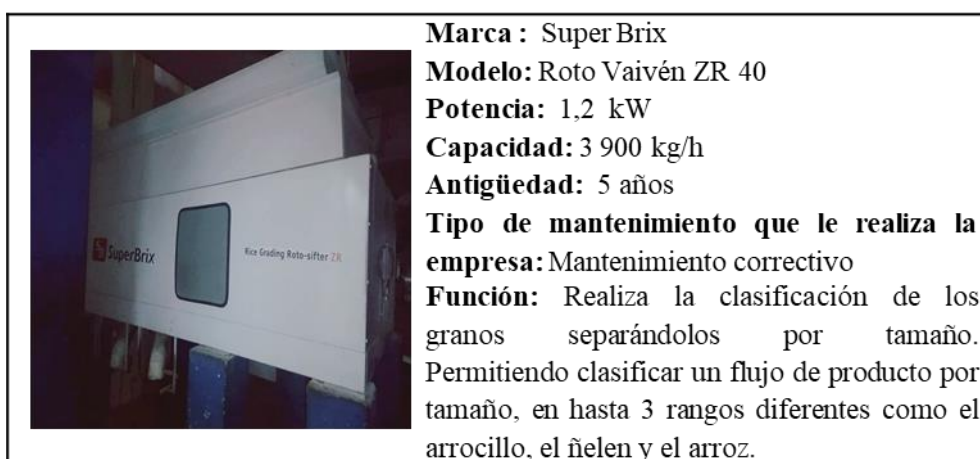 Marca : Super Brix
Modelo: Roto Vaivén ZR 40
Potencia: 1,2 kW
Capacidad: 3 900 kg/h
Antigüedad: 5 años
Tipo de mantenimiento que le realiza la
empresa: Mantenimiento correctivo
Función: Realiza la clasificación de los
granos separándolos por tamaño.
Permitiendo clasificar un flujo de producto por
tamaño, en hasta 3 rangos diferentes como el
arrocillo, el ñelen y el arroz.
SuperBrix
Rice Grading Roto-sifter ZR